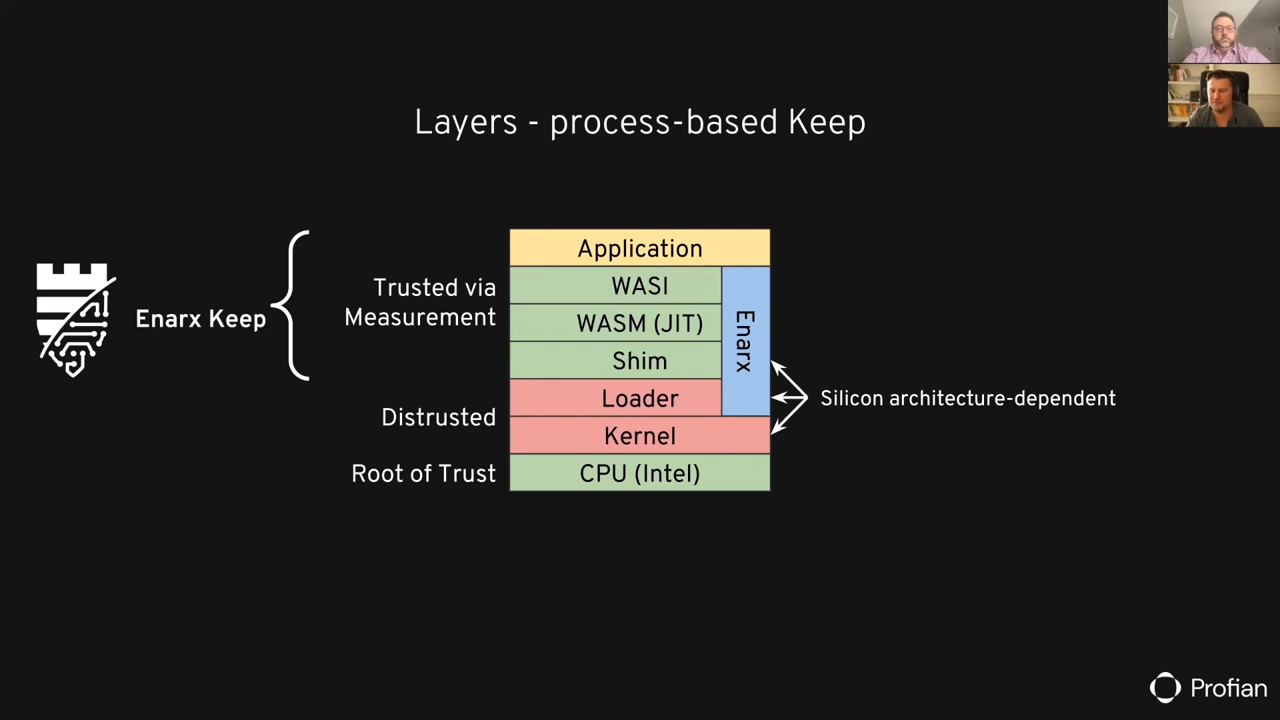 Layers - process-based Keep
Application
WASI
WASM (JIT)
Shim
Loader
Kernel
CPU (Intel)
Enarx
Trusted via
Measurement
Distrusted
Root of Trust
Enarx Keep
Silicon architecture-dependent
Profian